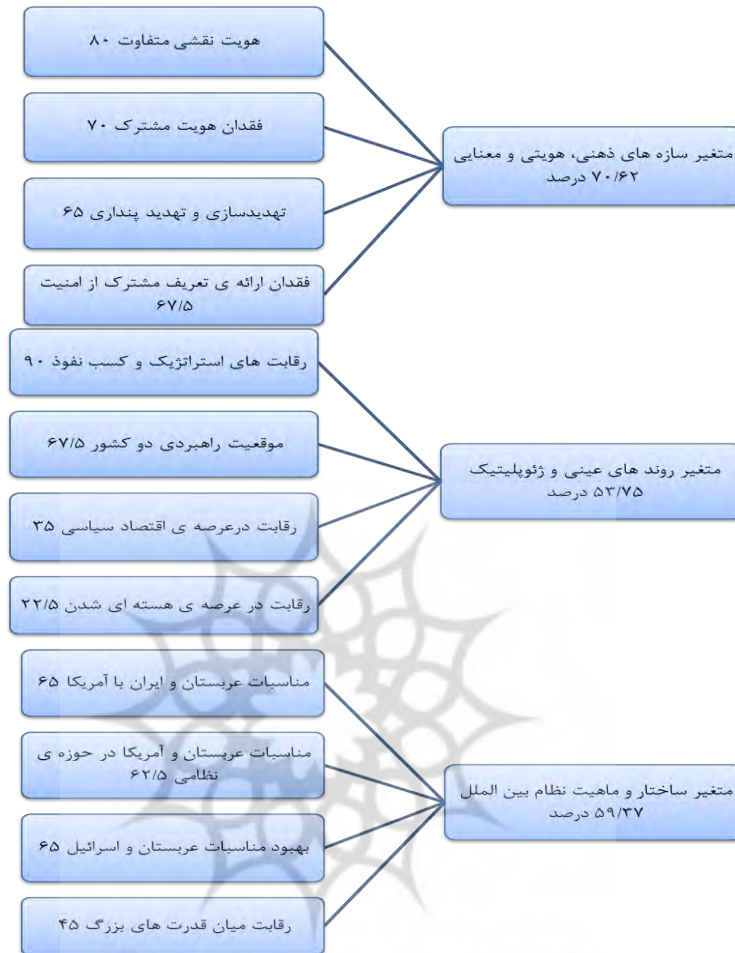 هویت نقشی متفاوت ۸۰
فقدان هویت مشترک ۷۰
متغیر سازه های ذهنی، هویتی و معنایی
۷۰/۶۲ درصد
تهدیدسازی و تهدید پنداری ۶۵
فقدان ارائه ی تعریف مشترک از امنیت
۶۷/۵
رقابت های استراتژیک و کسب نفوذ ۹۰
موقعیت راهبردی دو کشور ۶۷/۵
متغیر روند های عینی و ژئوپلیتیک
۵۳/۷۵ درصد
رقابت درعرصه ی اقتصاد سیاسی ۳۵
رقابت در عرصه ی هسته ای شدن ۲۲/۵
مناسبات عربستان و ایران با آمریکا ۶۵
مناسبات عربستان و آمریکا در حوزه ی
نظامی ۶۲/۵
متغیر ساختار و ماهیت نظام بین الملل
۵۹/۳۷ درصد
بهبود مناسبات عربستان و اسرائیل ۶۵
رقابت میان قدرت های بزرگ ۴۵